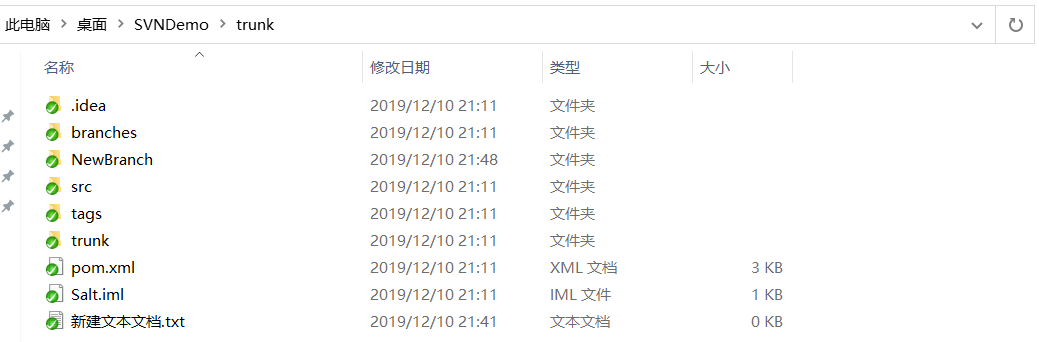 此电脑 > 桌面 > SVNDemo > trunk
名称 修改日期 类型 大小
.idea 2019/12/10 21:11 文件夹
branches 2019/12/10 21:11 文件夹
NewBranch 2019/12/10 21:48 文件夹
src 2019/12/10 21:11 文件夹
tags 2019/12/10 21:11 文件夹
trunk 2019/12/10 21:11 文件夹
pom.xml 2019/12/10 21:11 XML 文档 3 KB
Salt.iml 2019/12/10 21:11 IML 文件 1 KB
新建文本文档.txt 2019/12/10 21:41 文本文档 0 KB